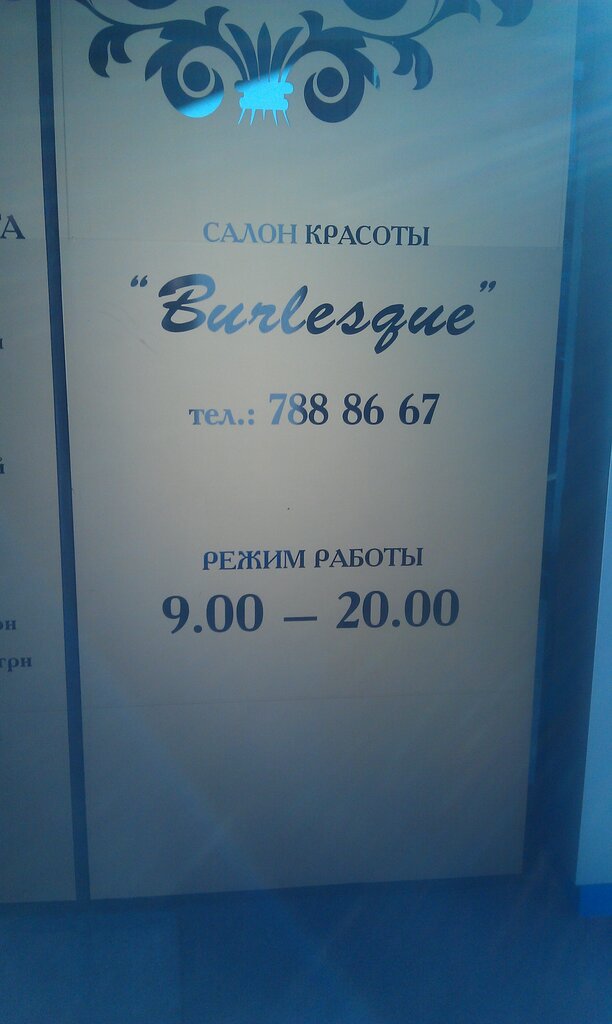 САЛОН КРАСОТЫ
"Burlesque"
тел.: 788 86 67
РЕЖИМ РАБОТЫ
9.00 – 20.00